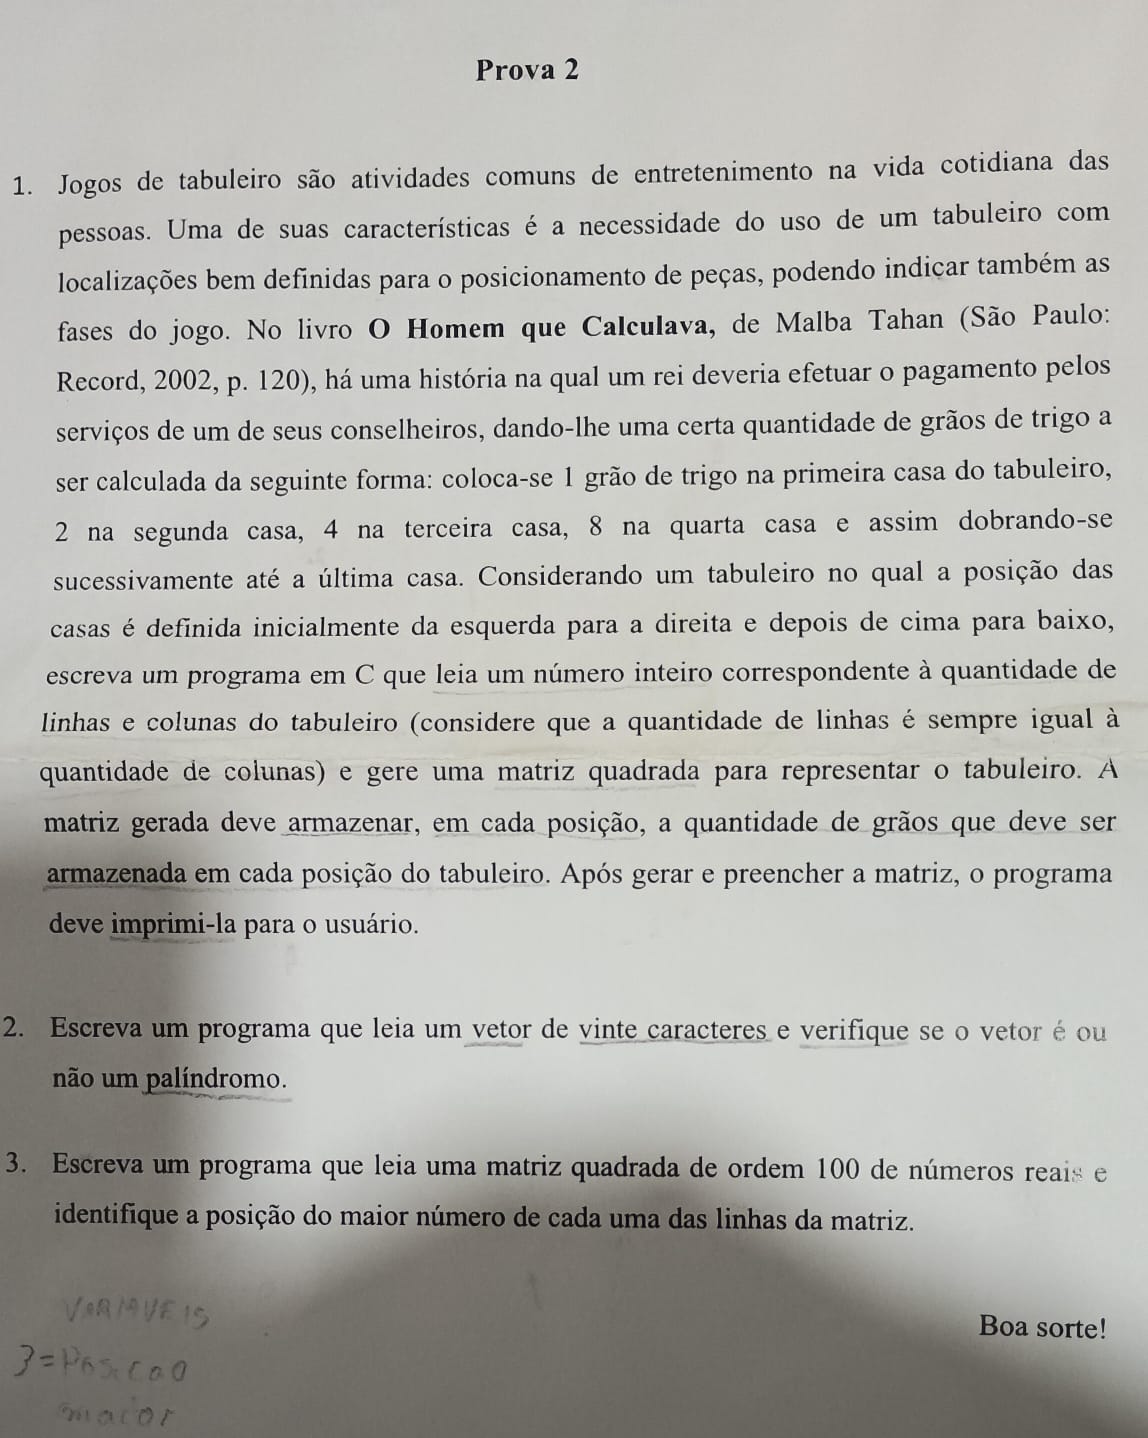 Prova 2
1. Jogos de tabuleiro são atividades comuns de entretenimento na vida cotidiana das
pessoas. Uma de suas características é a necessidade do uso de um tabuleiro com
localizações bem definidas para o posicionamento de peças, podendo indicar também as
fases do jogo. No livro O Homem que Calculava, de Malba Tahan (São Paulo:
Record, 2002, p. 120), há uma história na qual um rei deveria efetuar o pagamento pelos
serviços de um de seus conselheiros, dando-lhe uma certa quantidade de grãos de trigo a
ser calculada da seguinte forma: coloca-se 1 grão de trigo na primeira casa do tabuleiro,
2 na segunda casa, 4 na terceira casa, 8 na quarta casa e assim dobrando-se
sucessivamente até a última casa. Considerando um tabuleiro no qual a posição das
casas é definida inicialmente da esquerda para a direita e depois de cima para baixo,
escreva um programa em C que leia um número inteiro correspondente à quantidade de
linhas e colunas do tabuleiro (considere que a quantidade de linhas é sempre igual à
quantidade de colunas) e gere uma matriz quadrada para representar o tabuleiro. A
matriz gerada deve armazenar, em cada posição, a quantidade de grãos que deve ser
armazenada em cada posição do tabuleiro. Após gerar e preencher a matriz, o programa
deve imprimi-la para o usuário.
2. Escreva um programa que leia um vetor de vinte caracteres e verifique se o vetor é ou
não um palíndromo.
3. Escreva um programa que leia uma matriz quadrada de ordem 100 de números reais e
identifique a posição do maior número de cada uma das linhas da matriz.
Boa sorte!
VARIAVEIS
3=POSICAO
maior